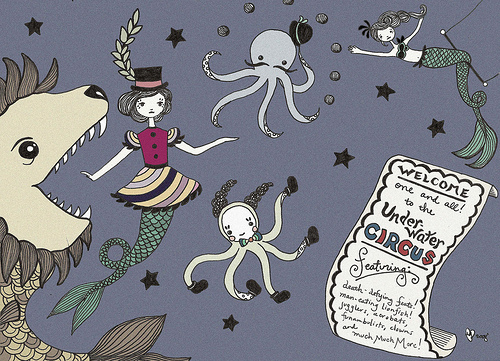 WELCOME
one and all!
to the
Under
Water
CIRCUS
featuring:
death-defying feats!
man-eating lionfish!
jugglers, acrobats,
funambulists, clowns
and
much Much More!